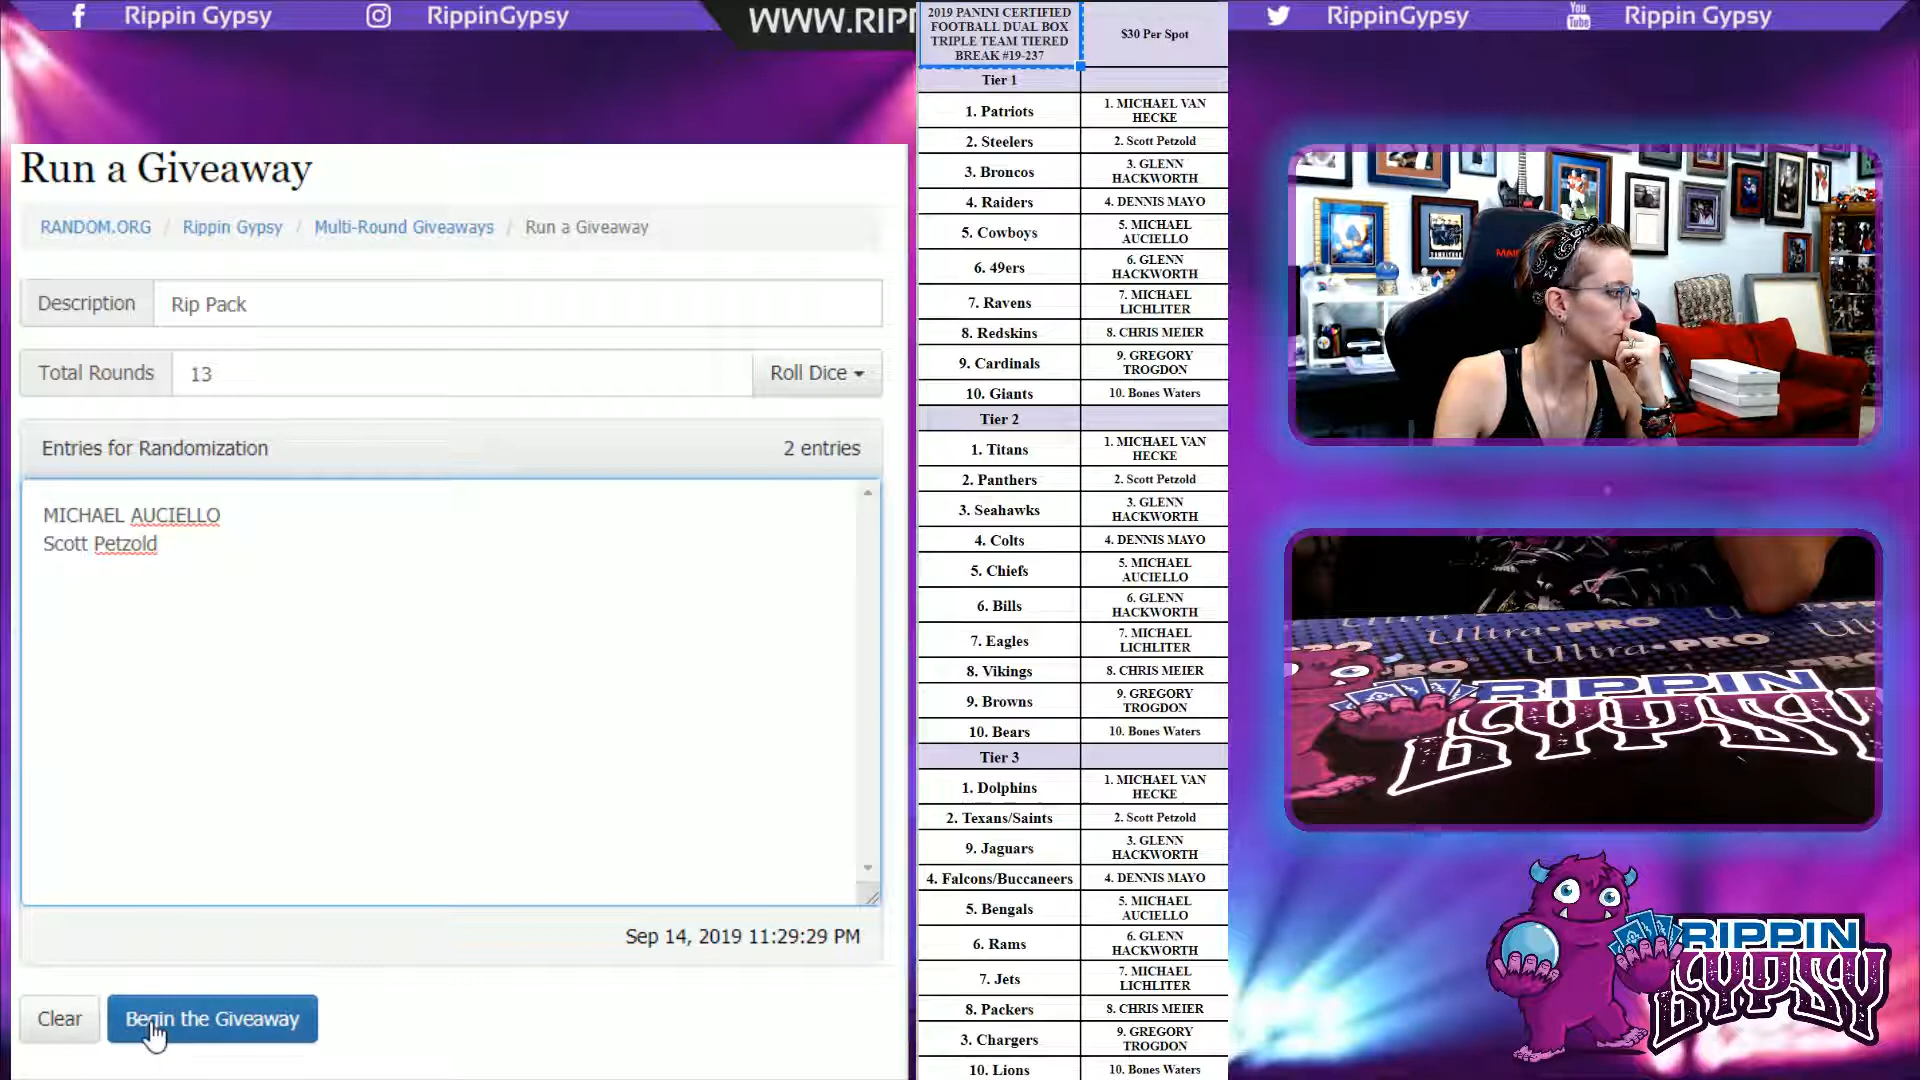 Rippin Gypsy
RippinGypsy
WWW.RIP
RippinGypsy
You
Tube
Rippin Gypsy
Run a Giveaway
RANDOM.ORG / Rippin Gypsy / Multi-Round Giveaways / Run a Giveaway
Description Rip Pack
Total Rounds 13 Roll Dice
Entries for Randomization 2 entries
MICHAEL AUCIELLO
Scott Petzold
Sep 14, 2019 11:29:29 PM
Clear Begin the Giveaway
2019 PANINI CERTIFIED
FOOTBALL DUAL BOX
TRIPLE TEAM TIERED
BREAK #19-237
$30 Per Spot
Tier 1
1. Patriots
1. MICHAEL VAN
HECKE
2. Steelers 2. Scott Petzold
3. Broncos
3. GLENN
HACKWORTH
4. Raiders 4. DENNIS MAYO
5. Cowboys
5. MICHAEL
AUCIELLO
6. 49ers
6. GLENN
HACKWORTH
7. Ravens
7. MICHAEL
LICHLITER
8. Redskins 8. CHRIS MEIER
9. Cardinals
9. GREGORY
TROGDON
10. Giants 10. Bones Waters
Tier 2
1. Titans
1. MICHAEL VAN
HECKE
2. Panthers 2. Scott Petzold
3. Seahawks
3. GLENN
HACKWORTH
4. Colts 4. DENNIS MAYO
5. Chiefs
5. MICHAEL
AUCIELLO
6. Bills
6. GLENN
HACKWORTH
7. Eagles
7. MICHAEL
LICHLITER
8. Vikings 8. CHRIS MEIER
9. Browns
9. GREGORY
TROGDON
10. Bears 10. Bones Waters
Tier 3
1. Dolphins
1. MICHAEL VAN
HECKE
2. Texans/Saints 2. Scott Petzold
9. Jaguars
3. GLENN
HACKWORTH
4. Falcons/Buccaneers 4. DENNIS MAYO
5. Bengals
5. MICHAEL
AUCIELLO
6. Rams
6. GLENN
HACKWORTH
7. Jets
7. MICHAEL
LICHLITER
8. Packers 8. CHRIS MEIER
3. Chargers
9. GREGORY
TROGDON
10. Lions 10. Bones Waters
Ultra•PRO
Ultra•PRO
RIPPIN
GYPSY
RIPPIN
GYPSY